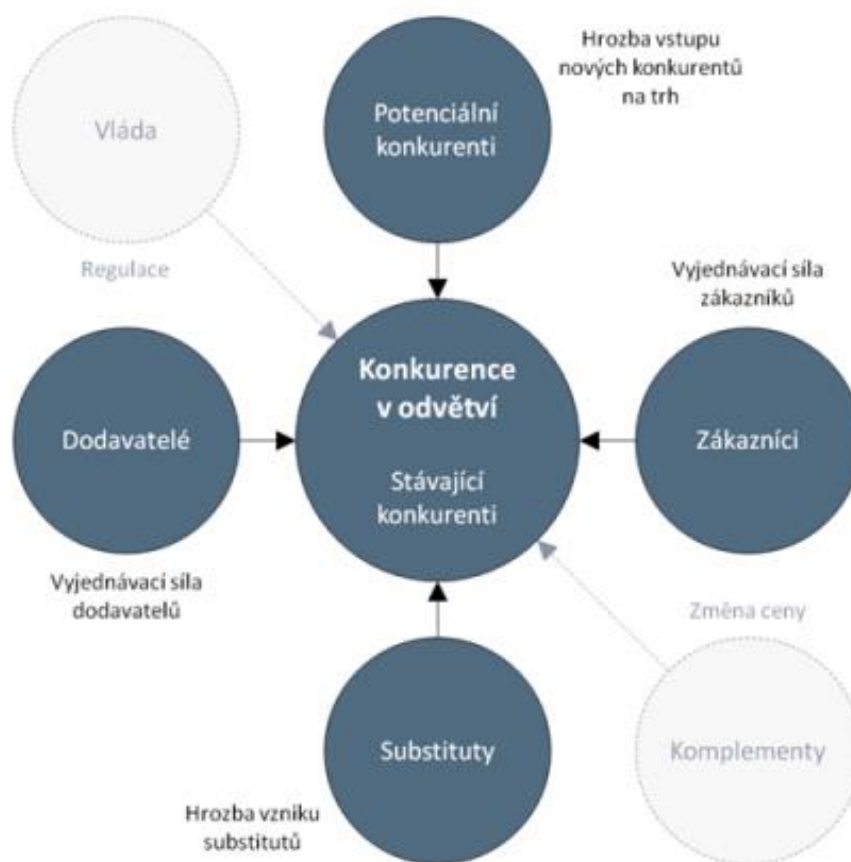 Hrozba vstupu
nových konkurentů
na trh
Potenciální
konkurenti
Vláda
Regulace
Vyjednávací síla
zákazníků
Konkurence
v odvětví
Stávající
konkurenti
Dodavatelé
Zákazníci
Vyjednávací síla
dodavatelů
Změna ceny
Substituty
Komplementy
Hrozba vzniku
substitutů